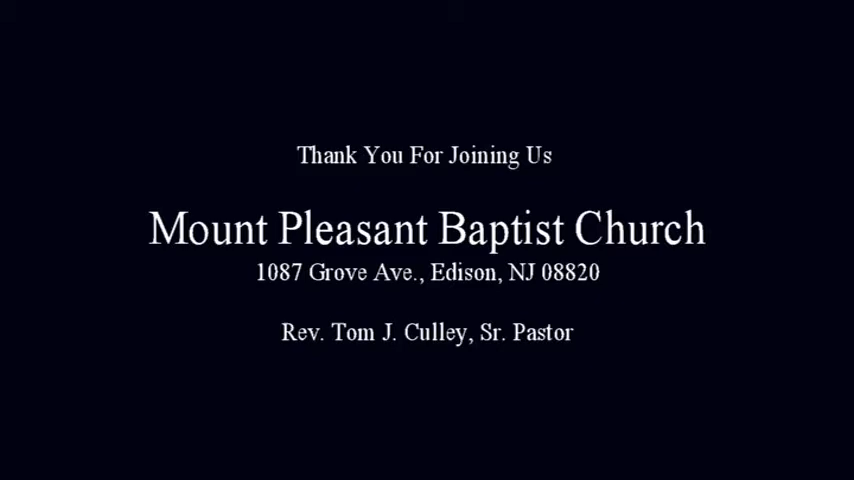 Thank You For Joining Us
Mount Pleasant Baptist Church
1087 Grove Ave., Edison, NJ 08820
Rev. Tom J. Culley, Sr. Pastor